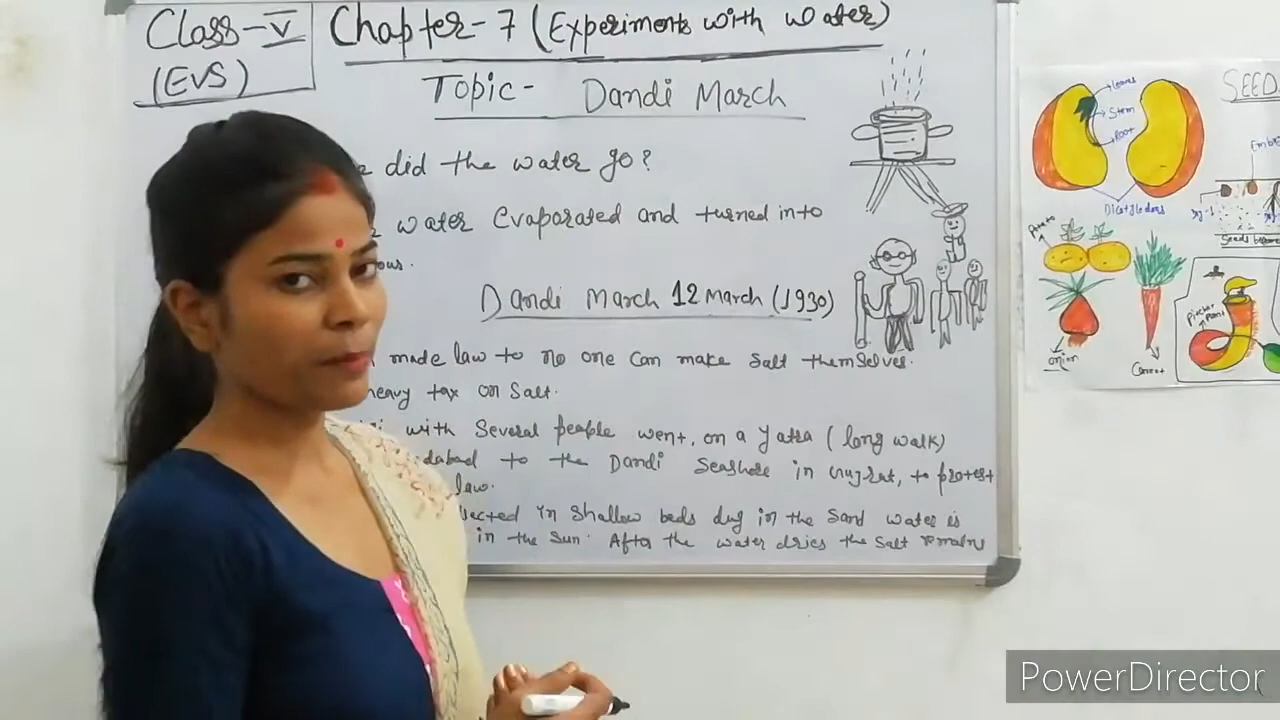 Class-V
(EVS)
Chapter-7 (Experiments with water)
Topic- Dandi March
did the water go?
water evaporated and turned into
Dandi March 12 March (1930)
made law to no one can make salt themselves.
heavy tax on Salt.
with Several people went, on a Yatra (long walk)
to the Dandi Seashore in Gujrat, to protest
law.
in Shallow beds dug in the Sand water is
in the Sun. After the water dries the Salt remains
SEED
leaves
Stem
Root
Potato
onion
Carrot
Seeds
PowerDirector